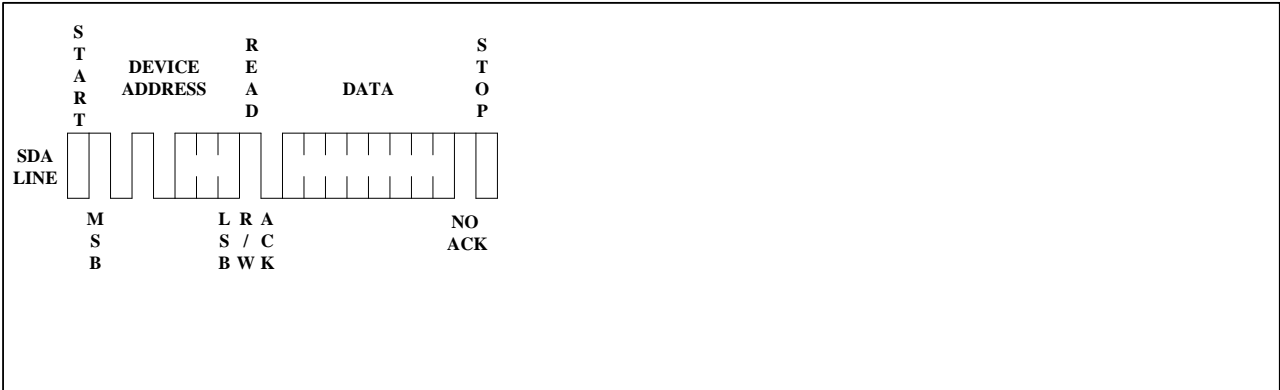 START
DEVICE
ADDRESS
READ
DATA
STOP
SDA
LINE
MSB
LSB
R/W
ACK
NO
ACK